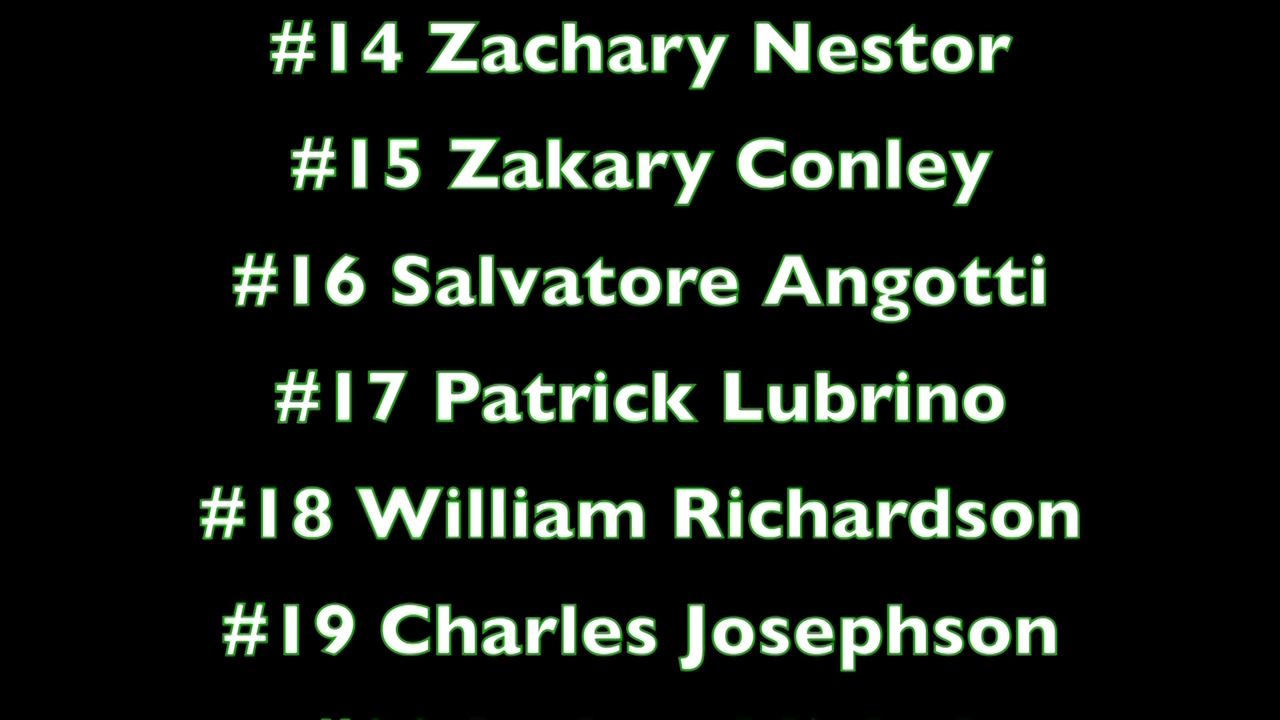 #14 Zachary Nestor
#15 Zakary Conley
#16 Salvatore Angotti
#17 Patrick Lubrino
#18 William Richardson
#19 Charles Josephson